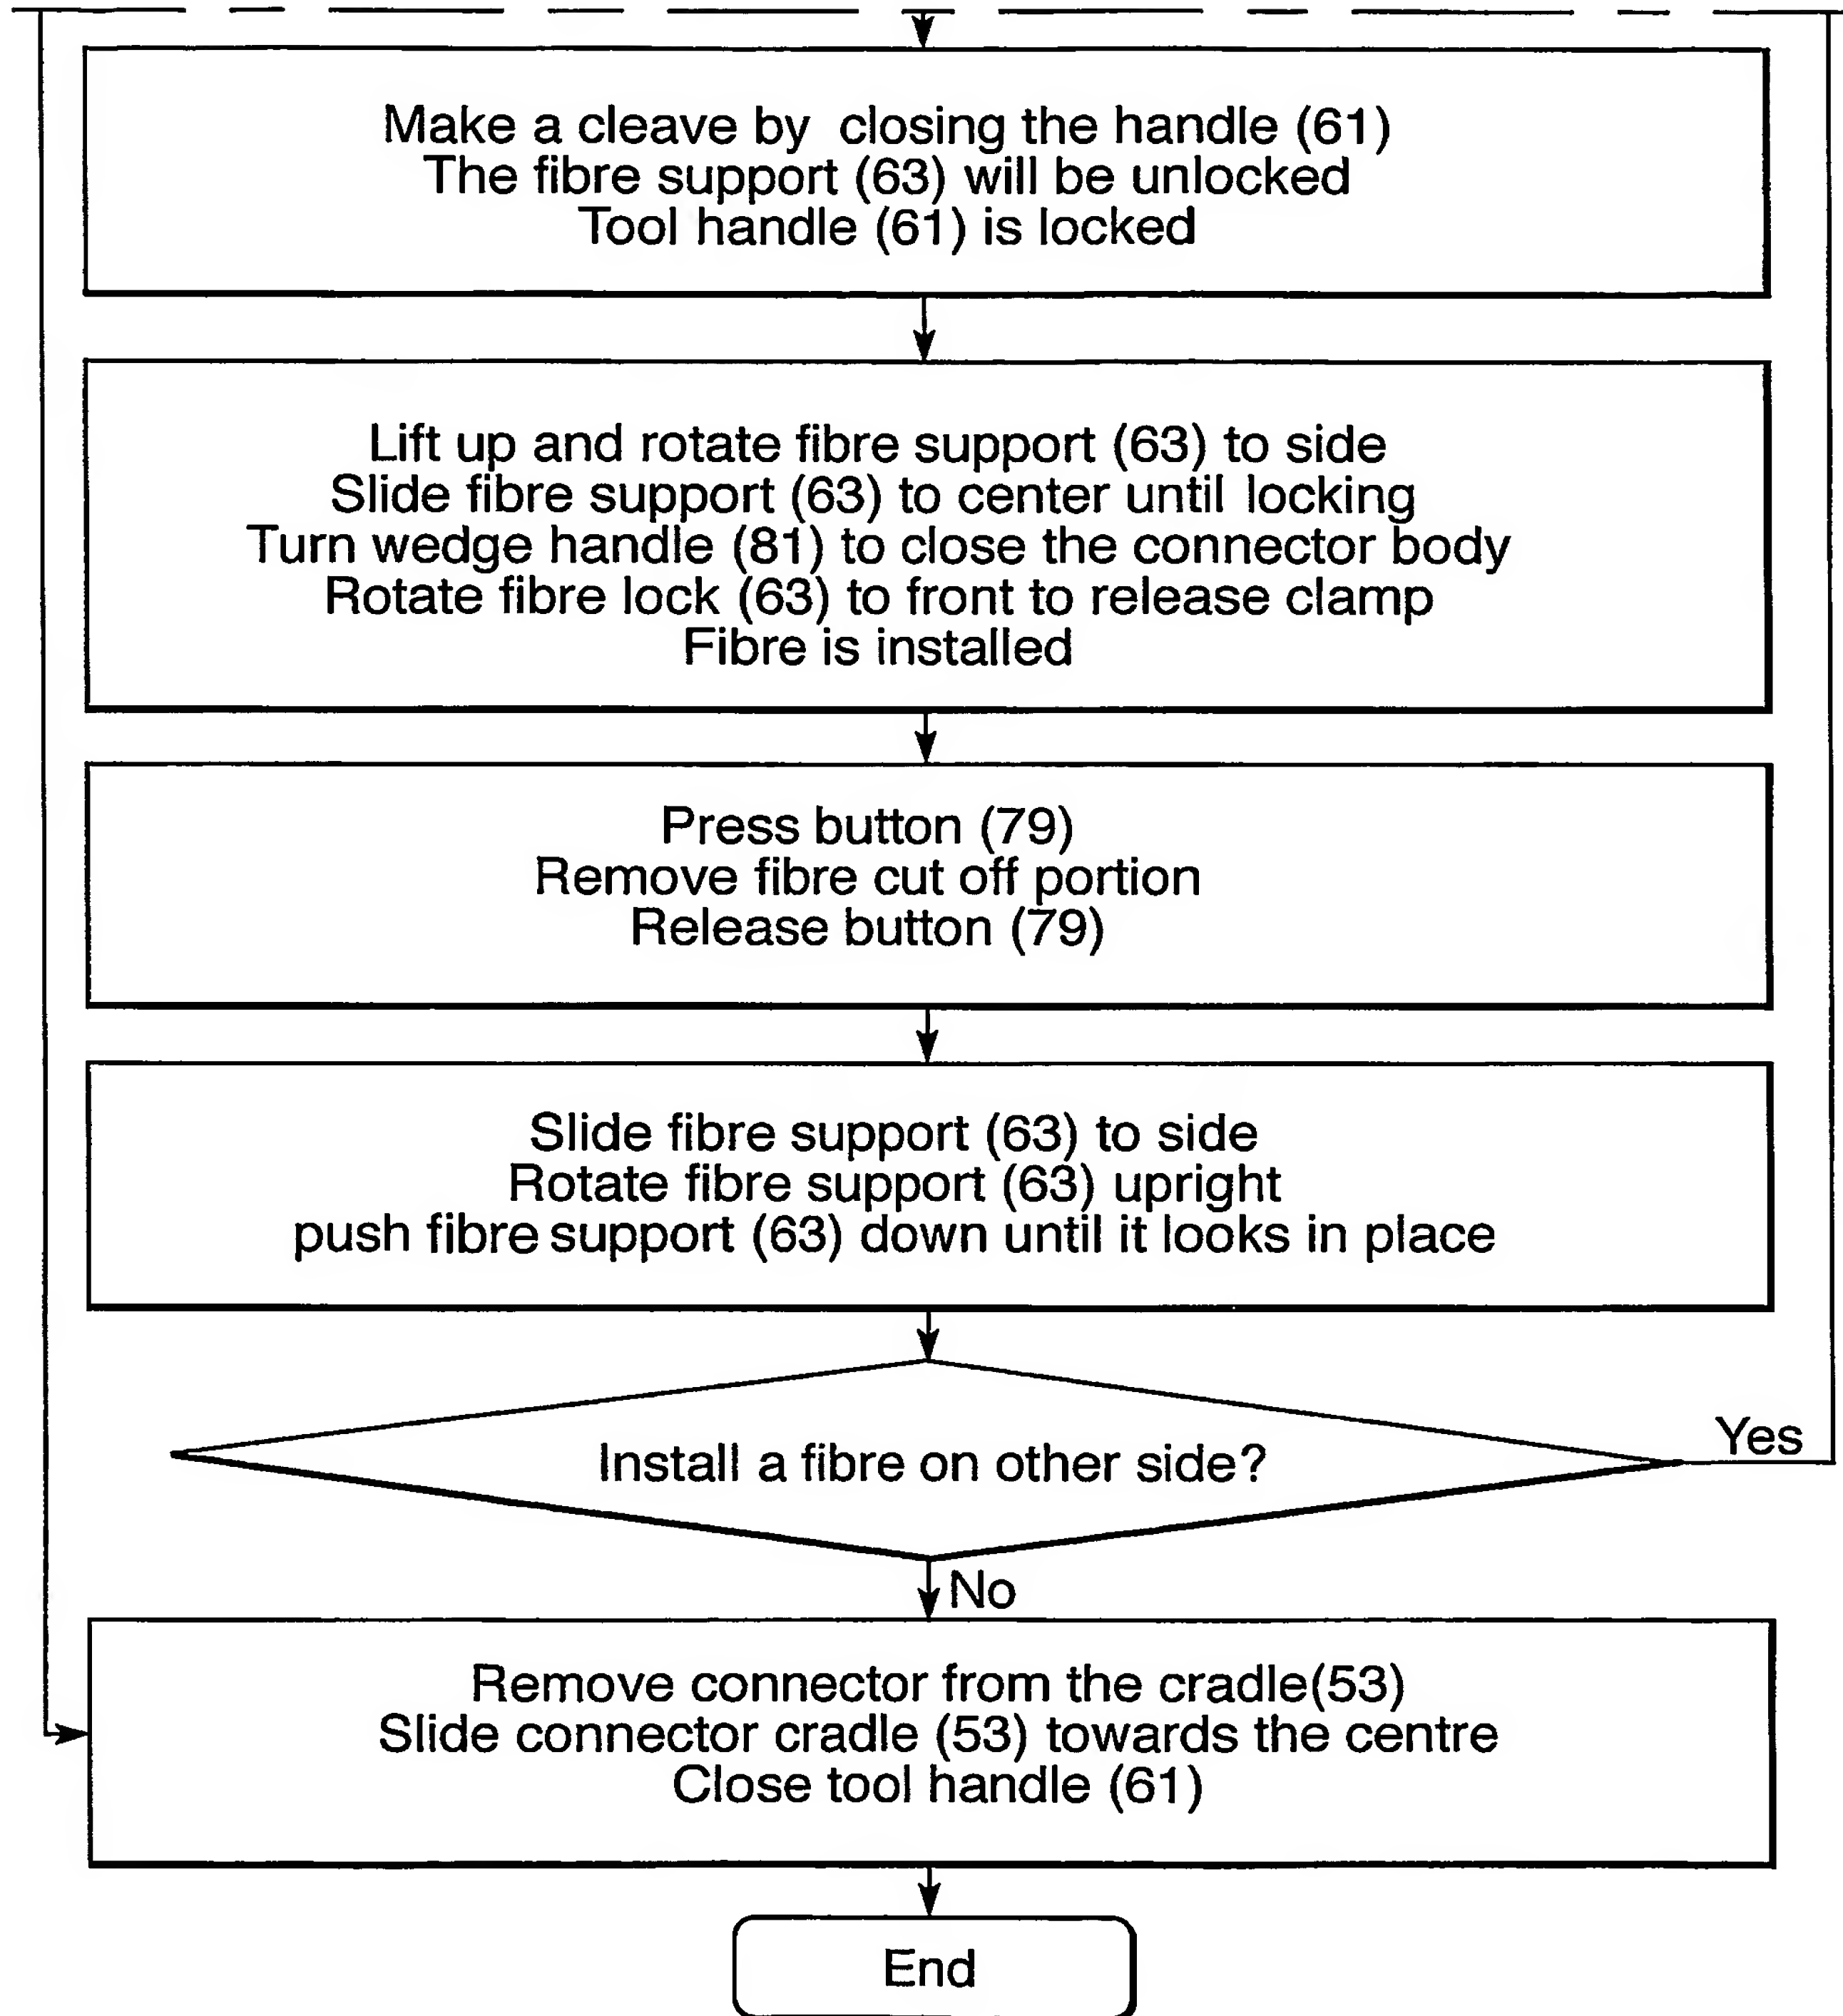 Make a cleave by closing the handle (61)
The fibre support (63) will be unlocked
Tool handle (61) is locked
Lift up and rotate fibre support (63) to side
Slide fibre support (63) to center until locking
Turn wedge handle (81) to close the connector body
Rotate fibre lock (63) to front to release clamp
Fibre is installed
Press button (79)
Remove fibre cut off portion
Release button (79)
Slide fibre support (63) to side
Rotate fibre support (63) upright
push fibre support (63) down until it looks in place
Install a fibre on other side?
Yes
No
Remove connector from the cradle(53)
Slide connector cradle (53) towards the centre
Close tool handle (61)
End